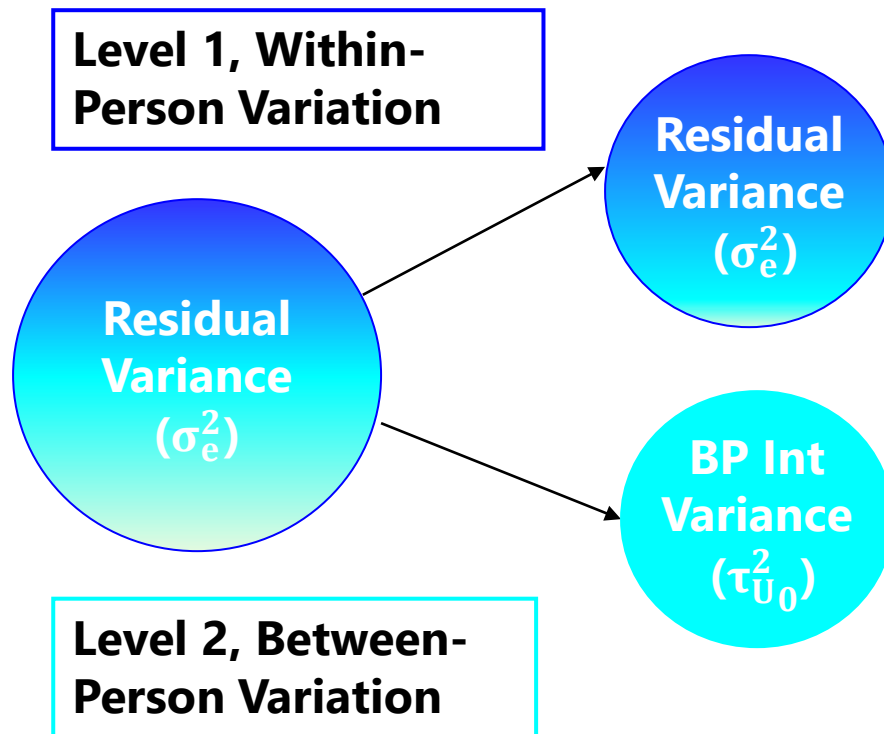 Level 1, Within-
Person Variation
Residual
Variance
(σ²ₑ)
Residual
Variance
(σ²ₑ)
BP Int
Variance
(τ²_U₀)
Level 2, Between-
Person Variation